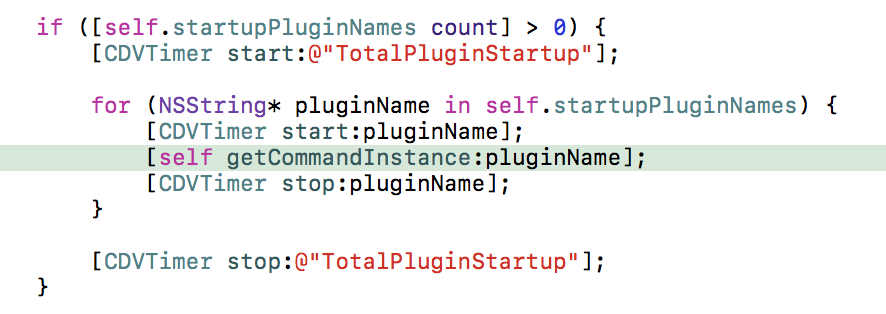 if ([self.startupPluginNames count] > 0) {
[CDVTimer start:@"TotalPluginStartup"];
for (NSString* pluginName in self.startupPluginNames) {
[CDVTimer start:pluginName];
[self getCommandInstance:pluginName];
[CDVTimer stop:pluginName];
}
[CDVTimer stop:@"TotalPluginStartup"];
}